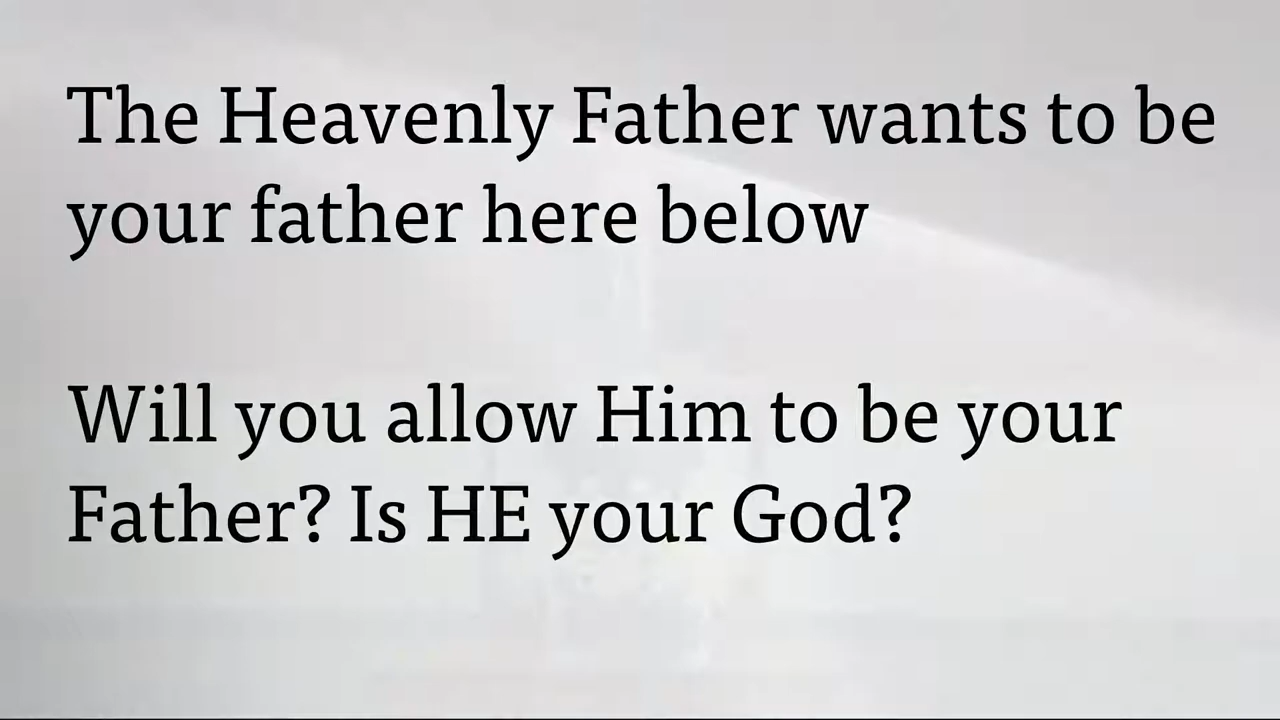 The Heavenly Father wants to be
your father here below
Will you allow Him to be your
Father? Is HE your God?